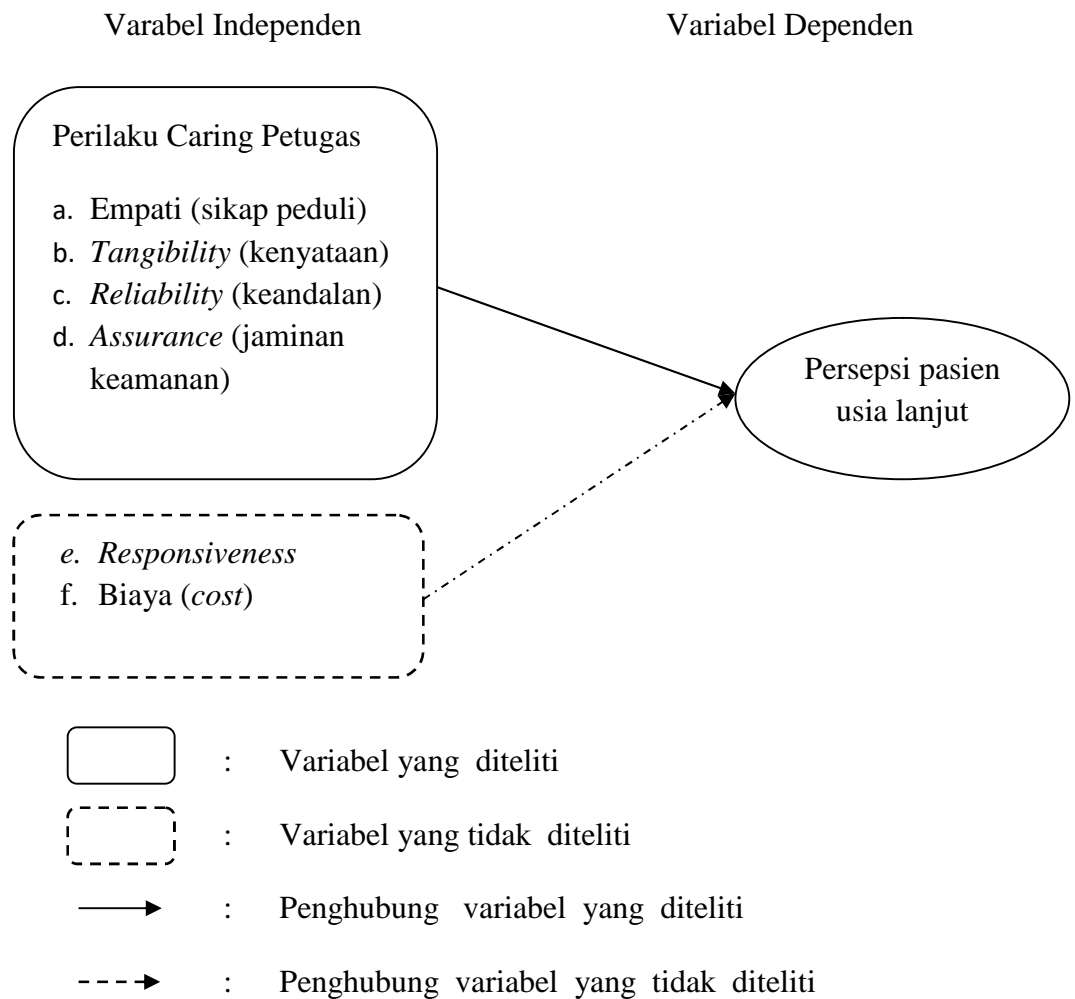 Varabel Independen
Variabel Dependen
Perilaku Caring Petugas
a. Empati (sikap peduli)
b. Tangibility (kenyataan)
c. Reliability (keandalan)
d. Assurance (jaminan
keamanan)
Persepsi pasien
usia lanjut
e. Responsiveness
f. Biaya (cost)
: Variabel yang diteliti
: Variabel yang tidak diteliti
: Penghubung variabel yang diteliti
: Penghubung variabel yang tidak diteliti